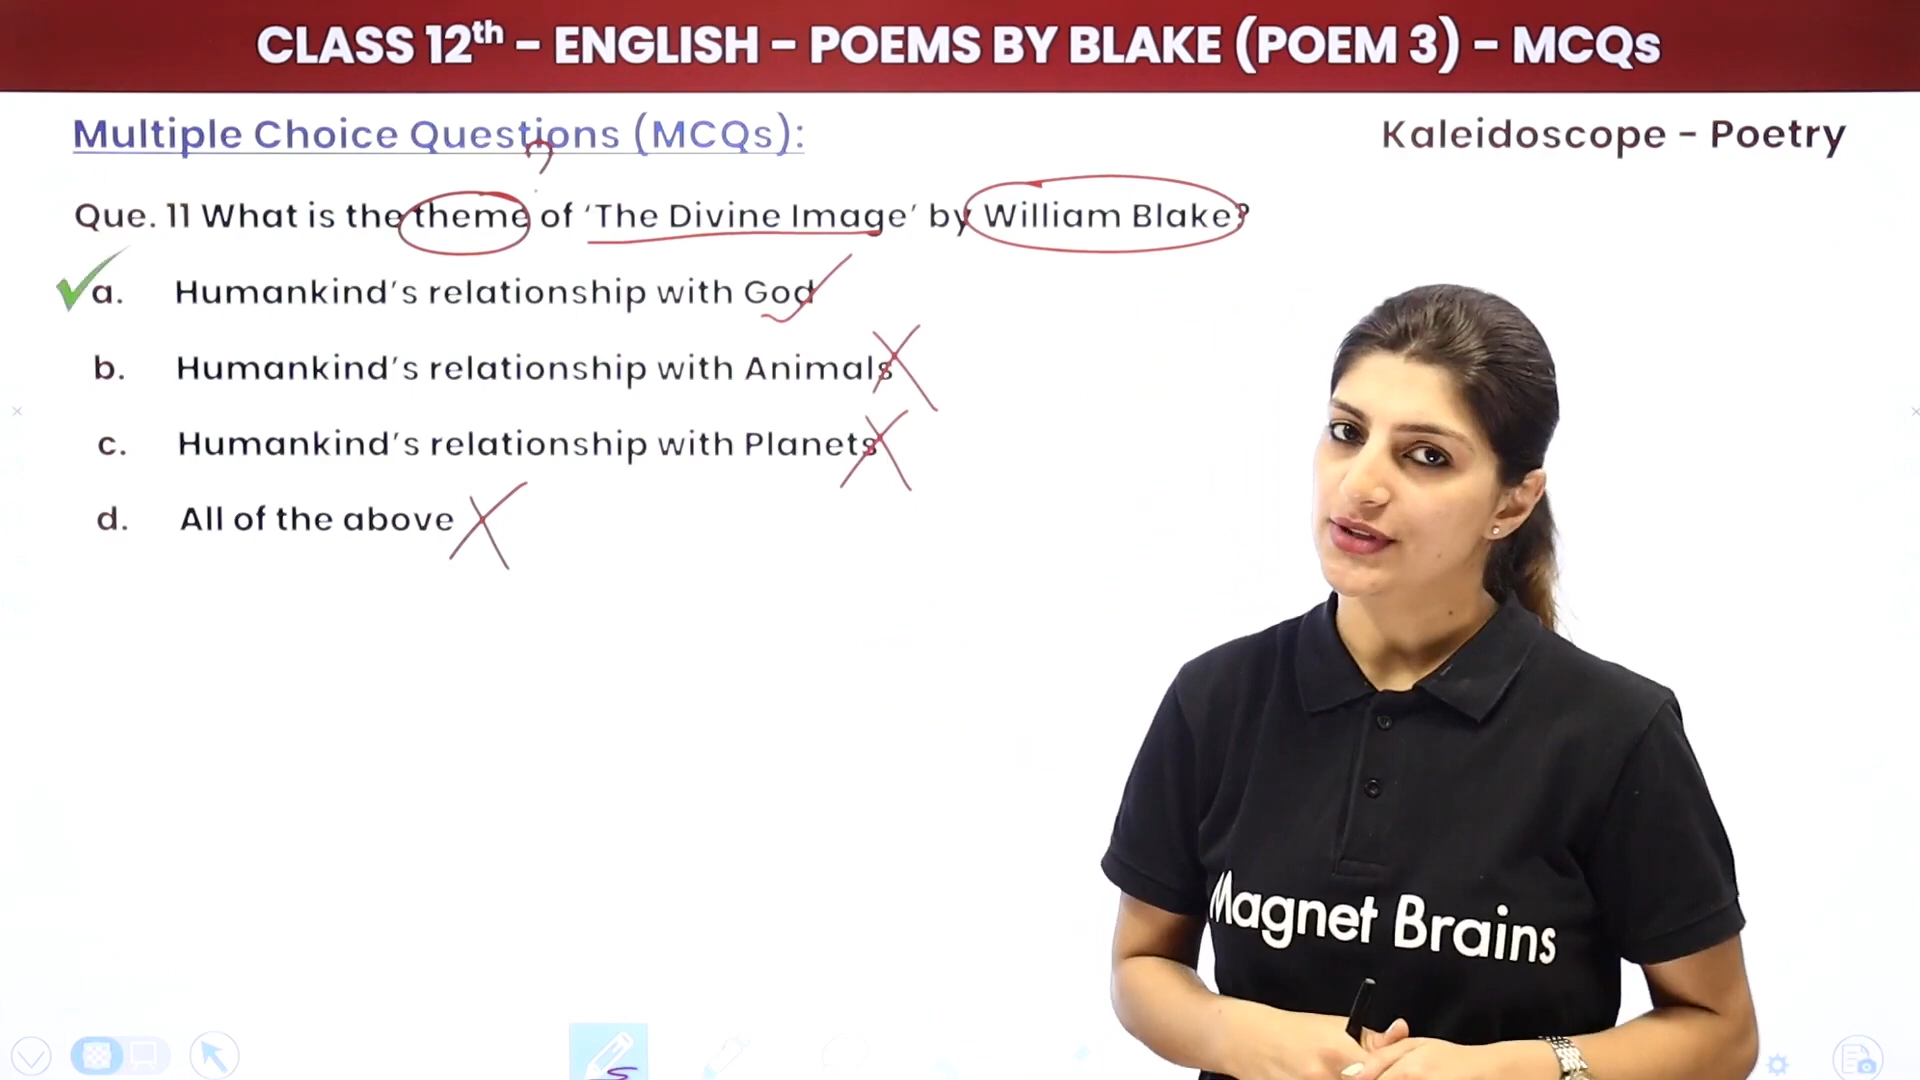 CLASS 12th – ENGLISH – POEMS BY BLAKE (POEM 3) – MCQs
Multiple Choice Questions (MCQs):
Kaleidoscope – Poetry
Que. 11 What is the theme of ‘The Divine Image’ by William Blake?
a. Humankind’s relationship with God
b. Humankind’s relationship with Animals
c. Humankind’s relationship with Planets
d. All of the above
Magnet Brains